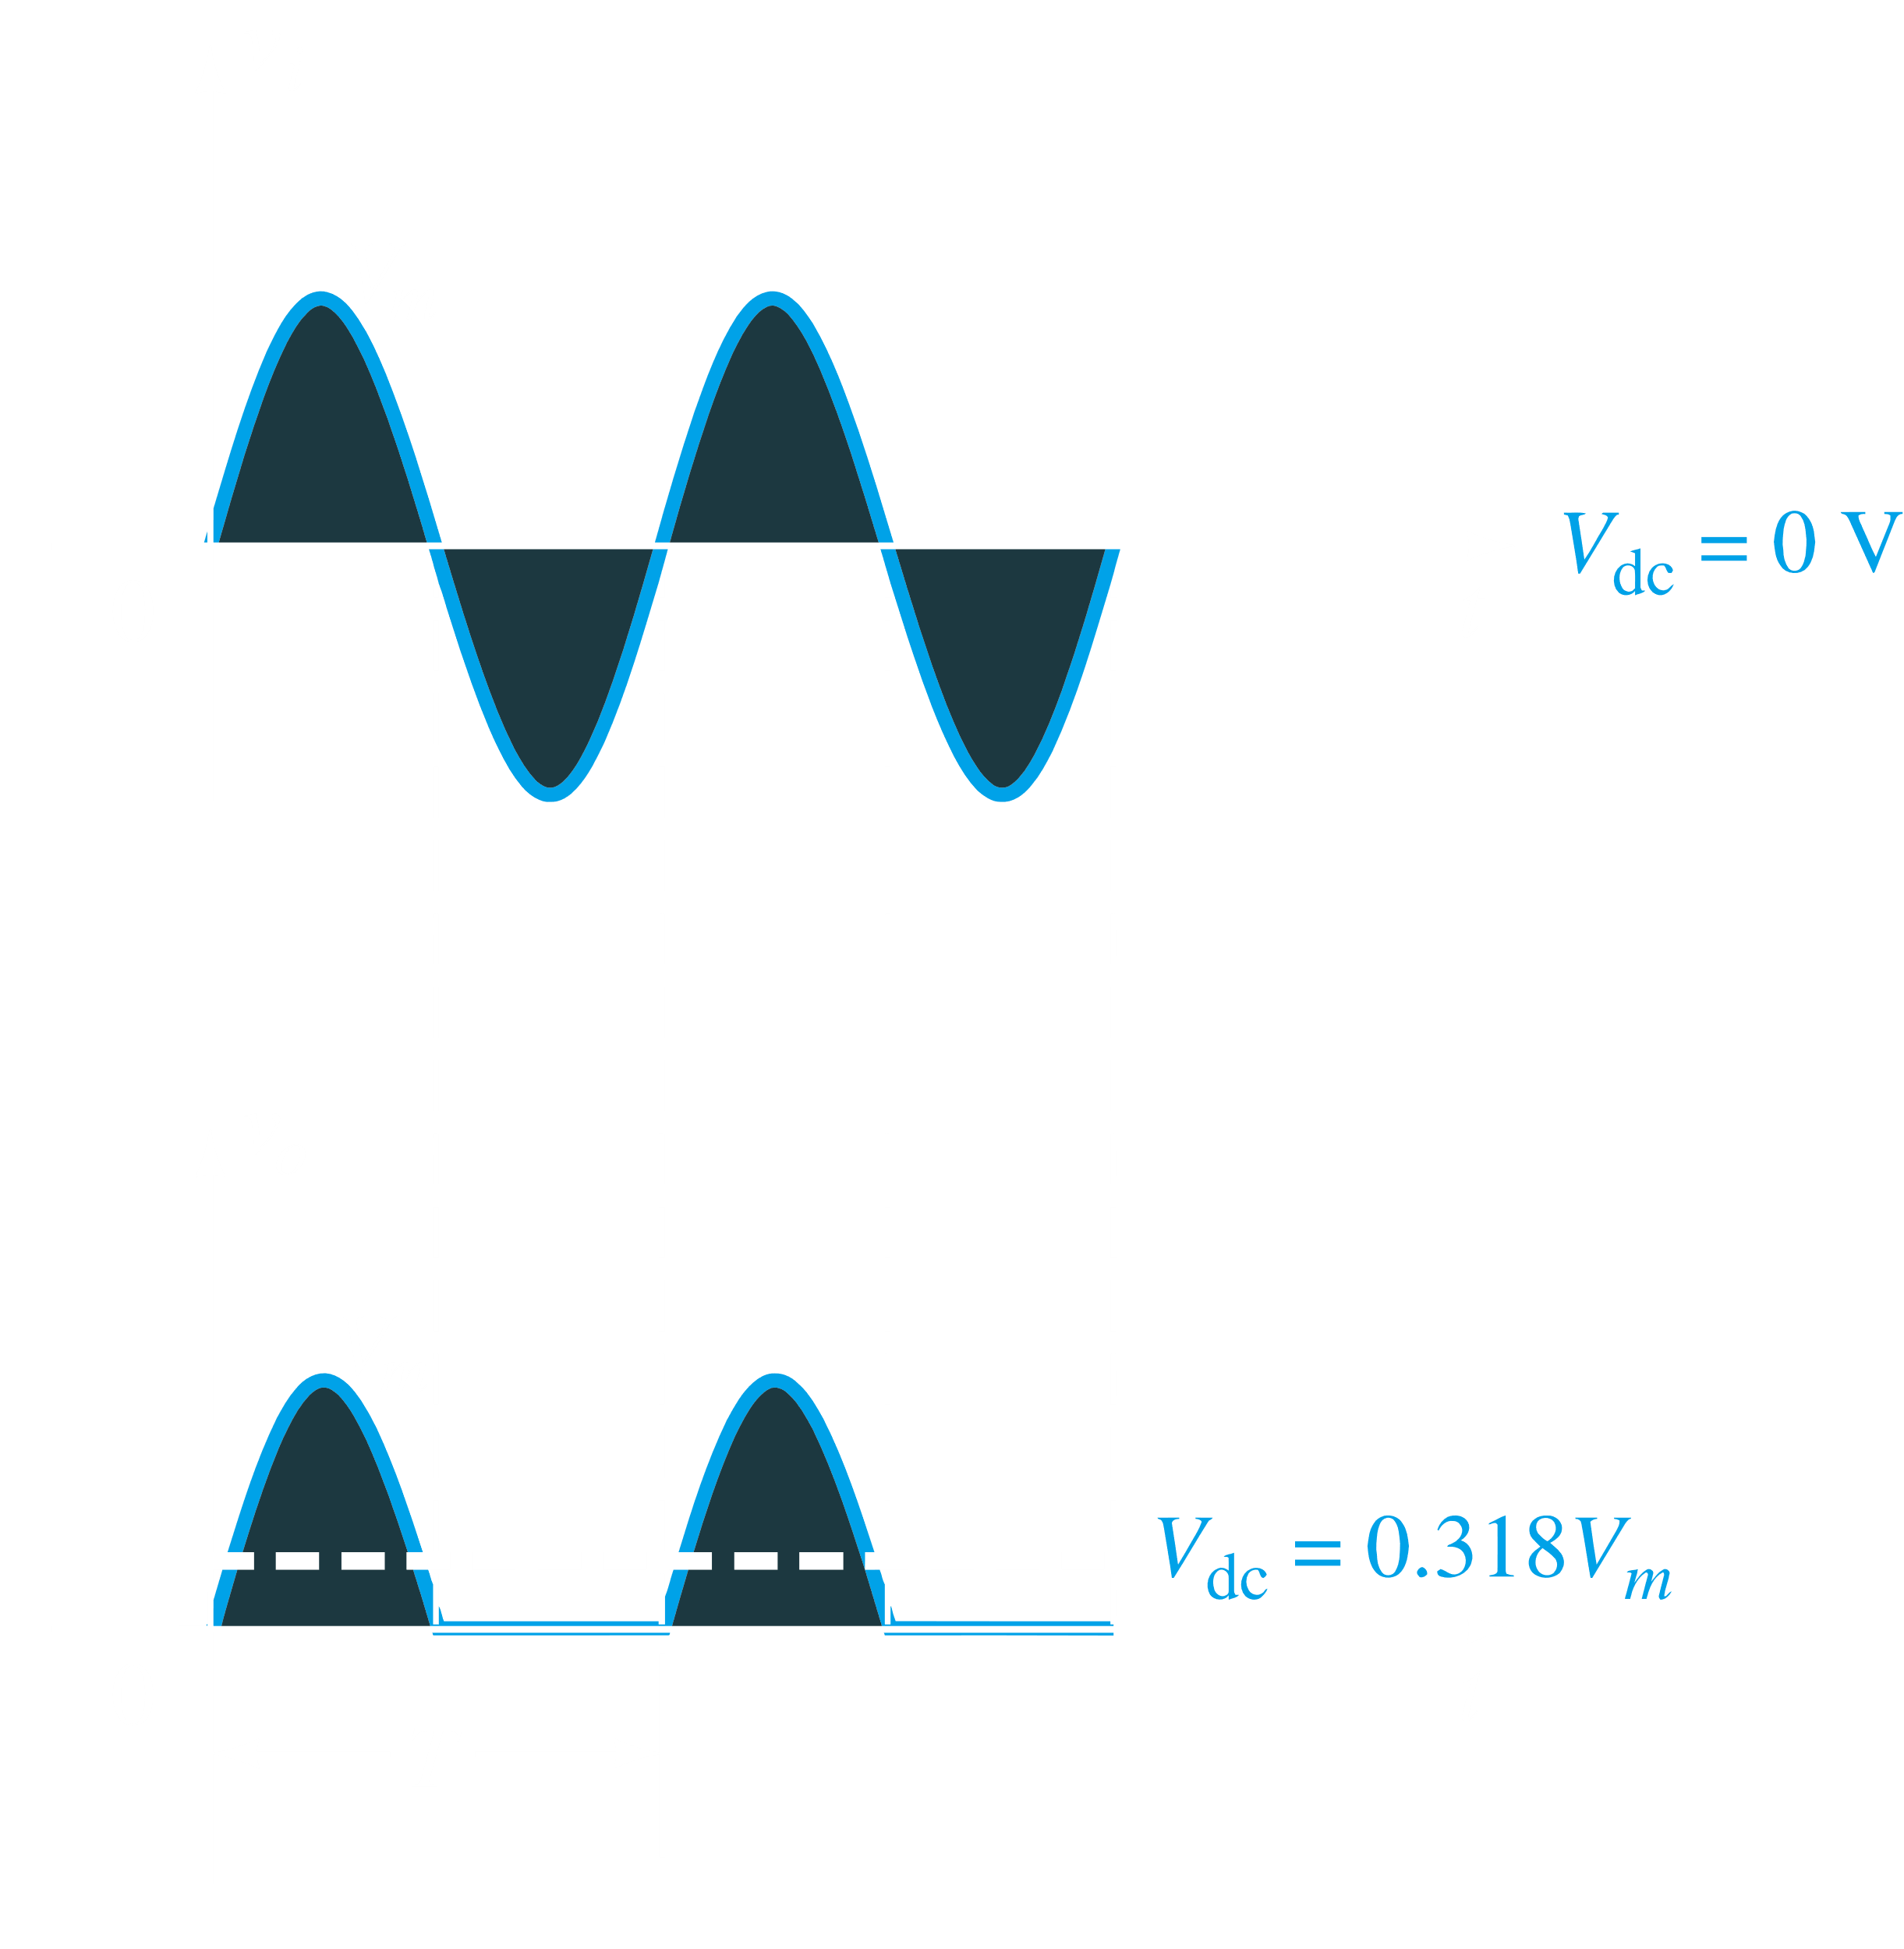 Vdc = 0 V
Vdc = 0.318Vm